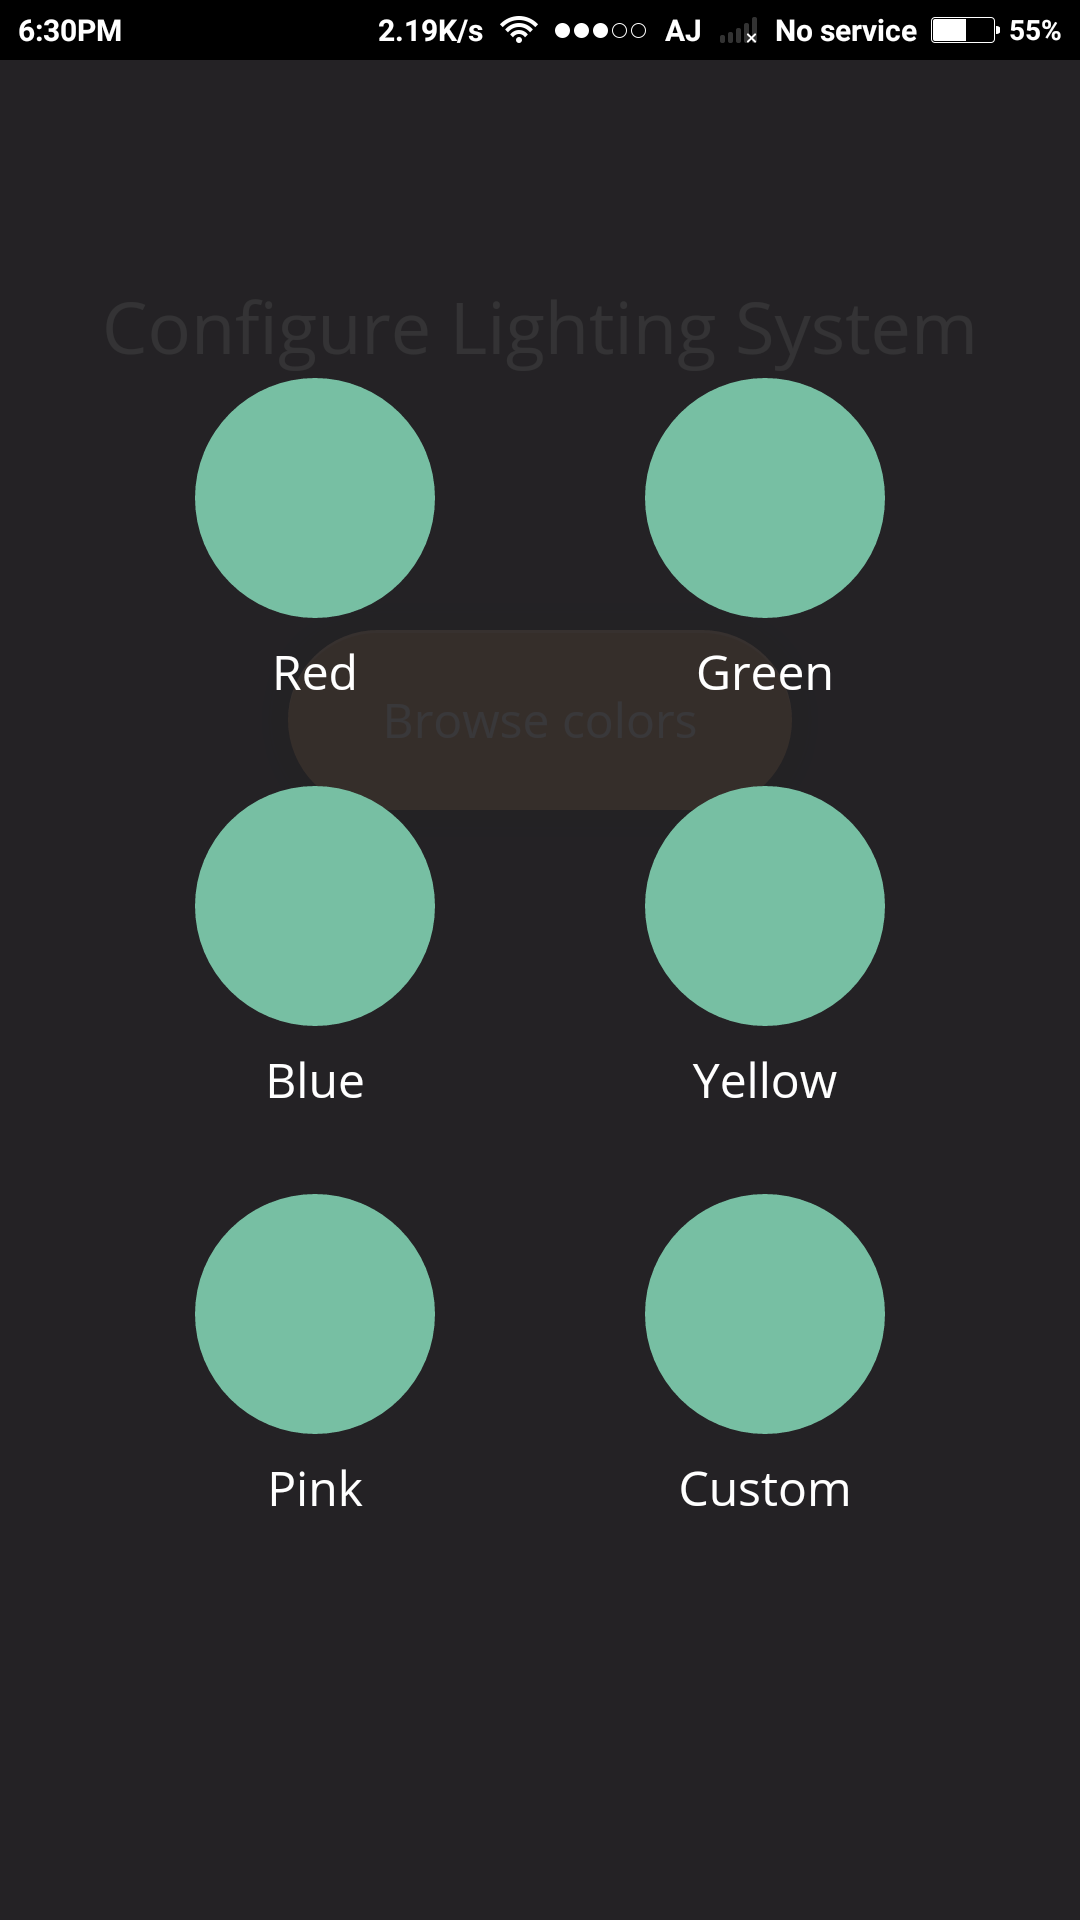 6:30PM 2.19K/s AJ No service 55%
Configure Lighting System
Red Green
Browse colors
Blue Yellow
Pink Custom